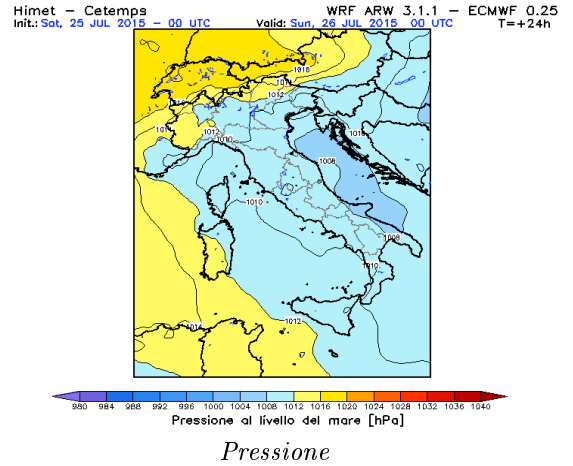 Himet – Cetemps WRF ARW 3.1.1 – ECMWF 0.25
Init.: Sat, 25 JUL 2015 – 00 UTC Valid: Sun, 26 JUL 2015 00 UTC T=+24h
1018
1012
1012
1010
1016
1008
1010
1008
1010
1012
1014
980 984 988 992 996 1000 1004 1008 1012 1016 1020 1024 1028 1032 1036 1040
Pressione al livello del mare [hPa]
Pressione